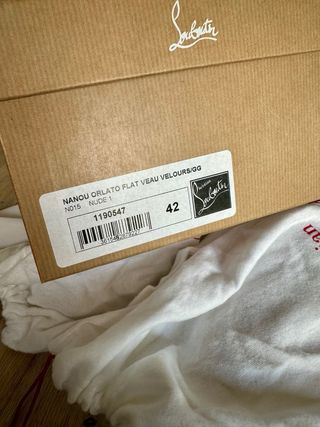 Louboutin
NANOU ORLATO FLAT VEAU VELOURS/GG
N015 NUDE 1
1190547
42
Louboutin